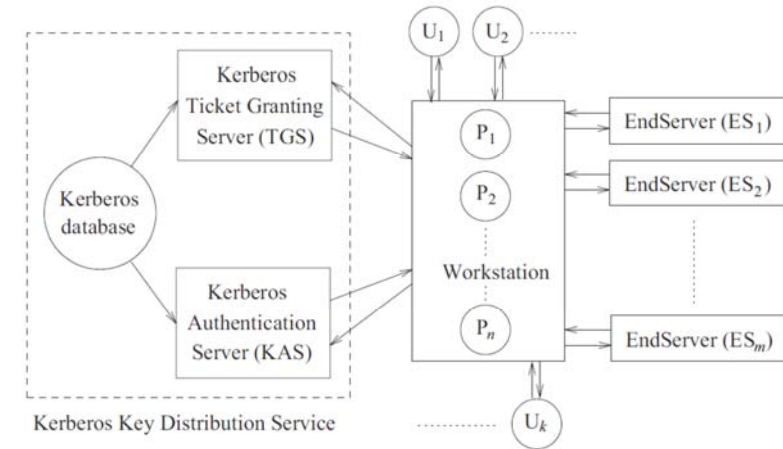 U1
U2
Kerberos
Ticket Granting
Server (TGS)
P1
EndServer (ES1)
P2
EndServer (ES2)
Kerberos
database
Workstation
Kerberos
Authentication
Server (KAS)
Pn
EndServer (ESm)
Kerberos Key Distribution Service
Uk